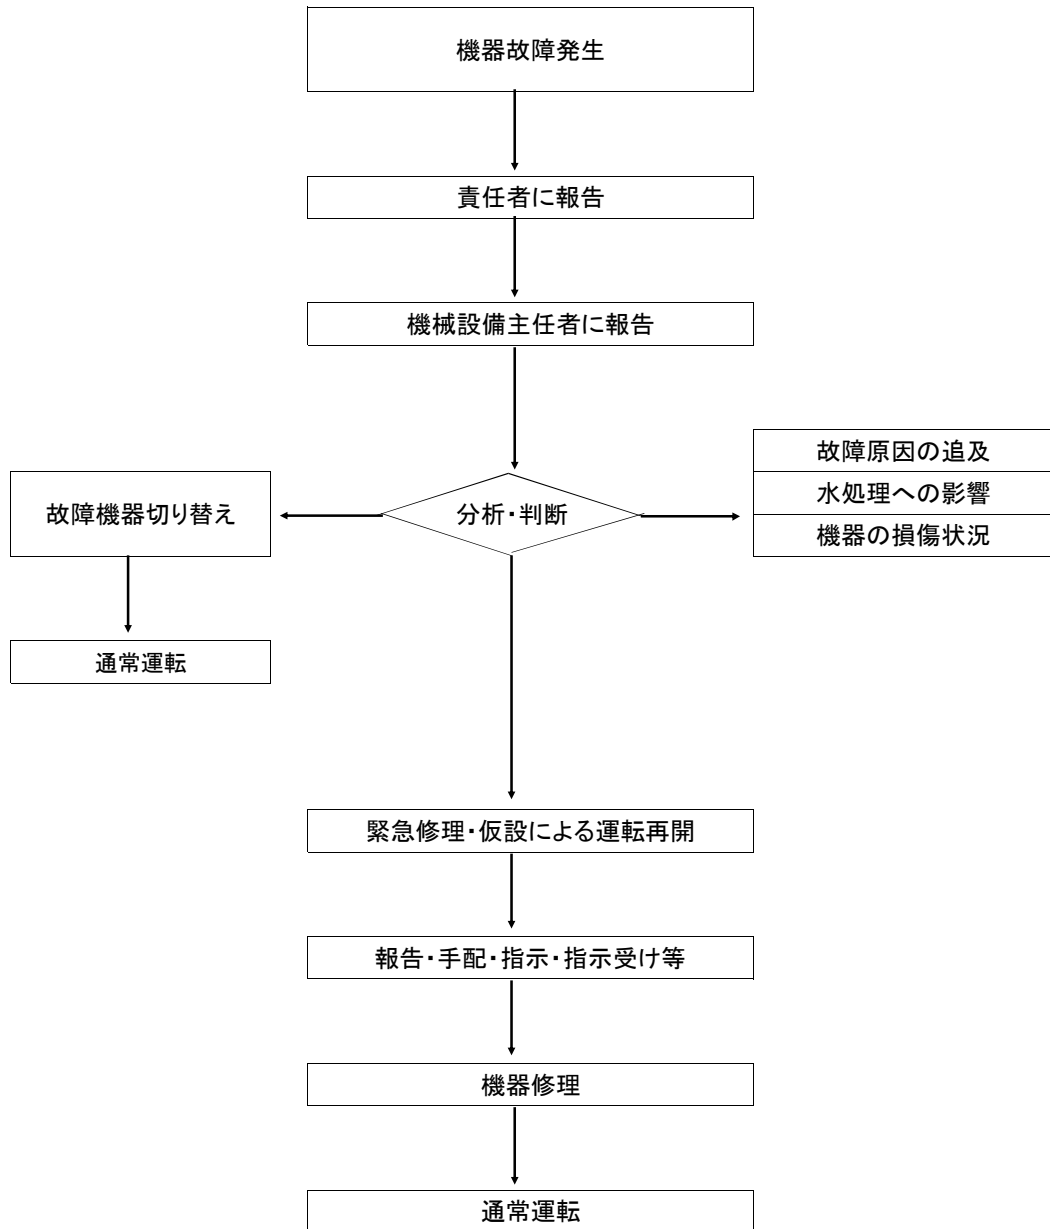 機器故障発生
責任者に報告
機械設備主任者に報告
故障原因の追及
水処理への影響
機器の損傷状況
故障機器切り替え
分析・判断
通常運転
緊急修理・仮設による運転再開
報告・手配・指示・指示受け等
機器修理
通常運転